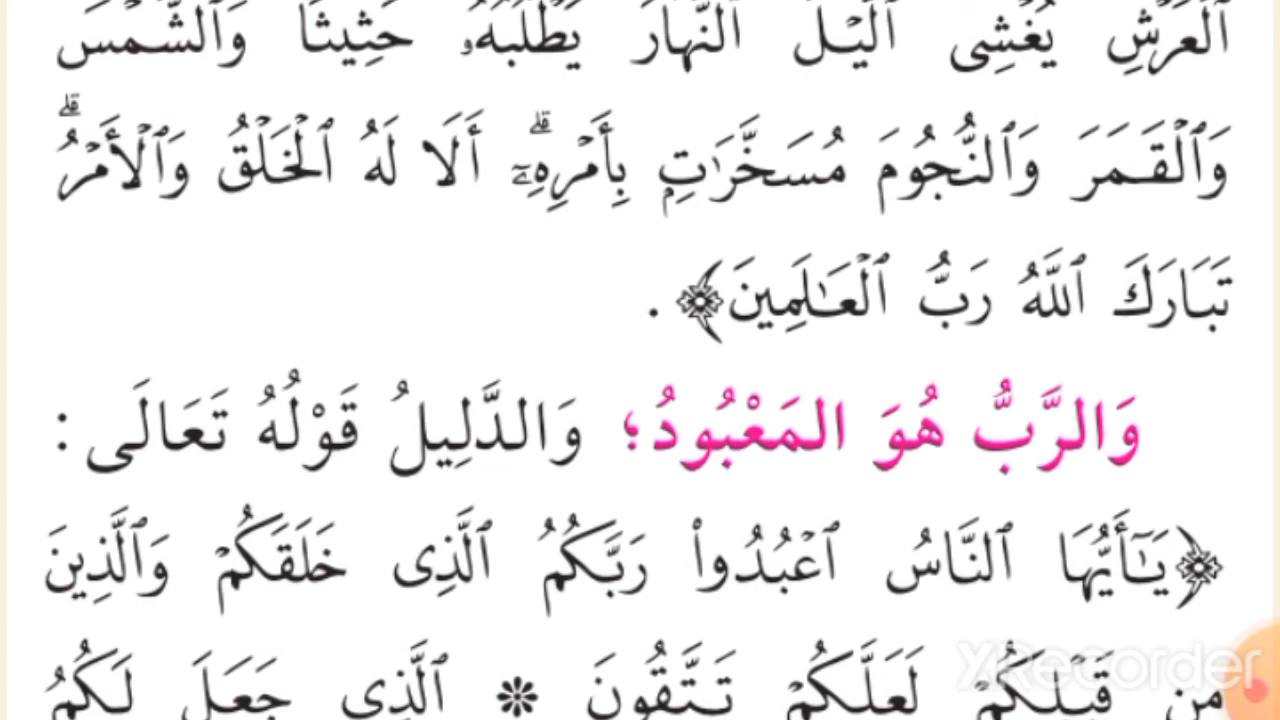 ٱلْعَرْشِ يُغْشِى ٱلَّيْلَ ٱلنَّهَارَ يَطْلُبُهُۥ حَثِيثًا وَٱلشَّمْسَ
وَٱلْقَمَرَ وَٱلنُّجُومَ مُسَخَّرَٰتٍۭ بِأَمْرِهِۦٓ ۗ أَلَا لَهُ ٱلْخَلْقُ وَٱلْأَمْرُ ۗ
تَبَارَكَ ٱللَّهُ رَبُّ ٱلْعَٰلَمِينَ﴾ .
وَالرَّبُّ هُوَ المَعْبُودُ؛ وَالدَّلِيلُ قَوْلُهُ تَعَالَى :
﴿يَٰٓأَيُّهَا ٱلنَّاسُ ٱعْبُدُوا۟ رَبَّكُمُ ٱلَّذِى خَلَقَكُمْ وَٱلَّذِينَ
مِن قَبْلِكُمْ لَعَلَّكُمْ تَتَّقُونَ * ٱلَّذِى جَعَلَ لَكُمُ
XRecorder